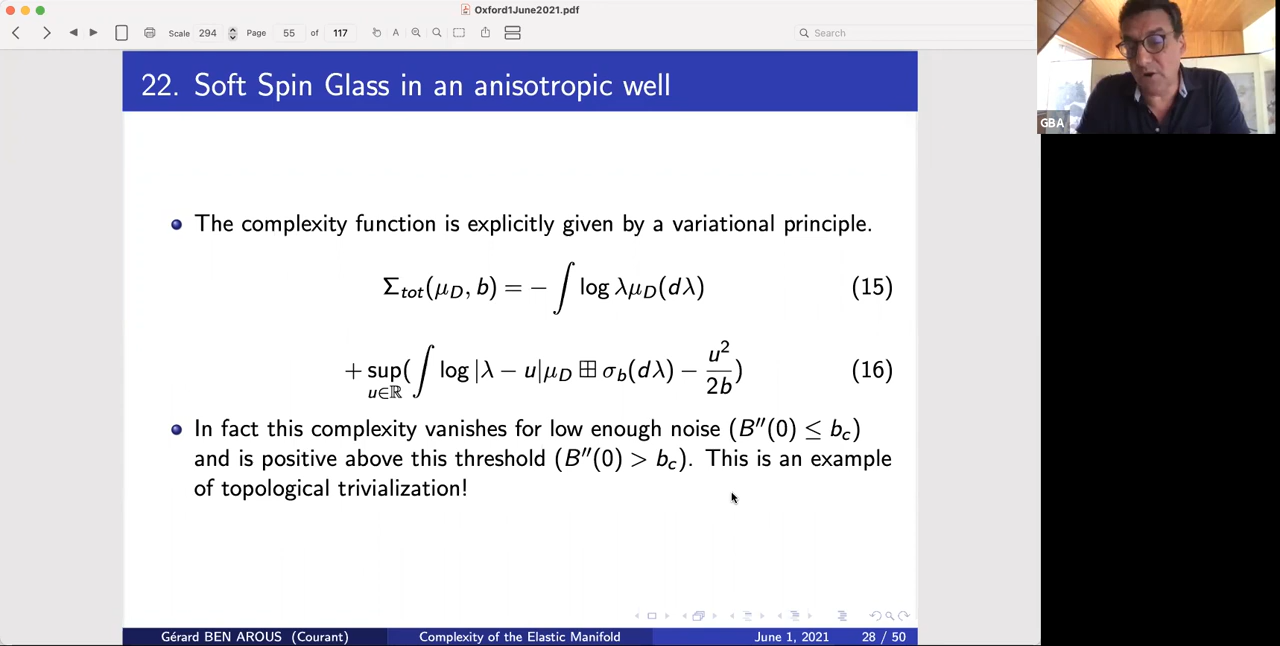 Oxford1June2021.pdf
Scale 294 Page 55 of 117 A Search
22. Soft Spin Glass in an anisotropic well
GBA
The complexity function is explicitly given by a variational principle.
Σ_tot(μ_D, b) = − ∫ log λμ_D(dλ) (15)
+ sup_{u∈ℝ}( ∫ log |λ − u|μ_D ⊞ σ_b(dλ) − u²/2b ) (16)
In fact this complexity vanishes for low enough noise (B″(0) ≤ b_c)
and is positive above this threshold (B″(0) > b_c). This is an example
of topological trivialization!
Gérard BEN AROUS (Courant) Complexity of the Elastic Manifold June 1, 2021 28 / 50